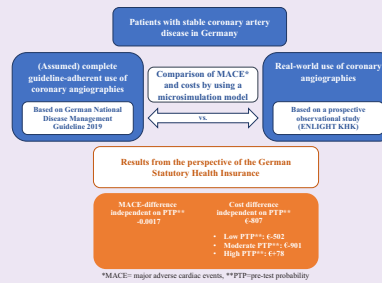 Patients with stable coronary artery
disease in Germany
(Assumed) complete
guideline-adherent use of
coronary angiographies
Based on German National
Disease Management
Guideline 2019
Comparison of MACE*
and costs by using a
microsimulation model
vs.
Real-world use of coronary
angiographies
Based on a prospective
observational study
(ENLIGHT KHK)
Results from the perspective of the German
Statutory Health Insurance
MACE-difference
independent on PTP**
-0.0017
Cost difference
independent on PTP**
€-807
• Low PTP**: €-502
• Moderate PTP**: €-901
• High PTP**: €+78
*MACE= major adverse cardiac events, **PTP=pre-test probability